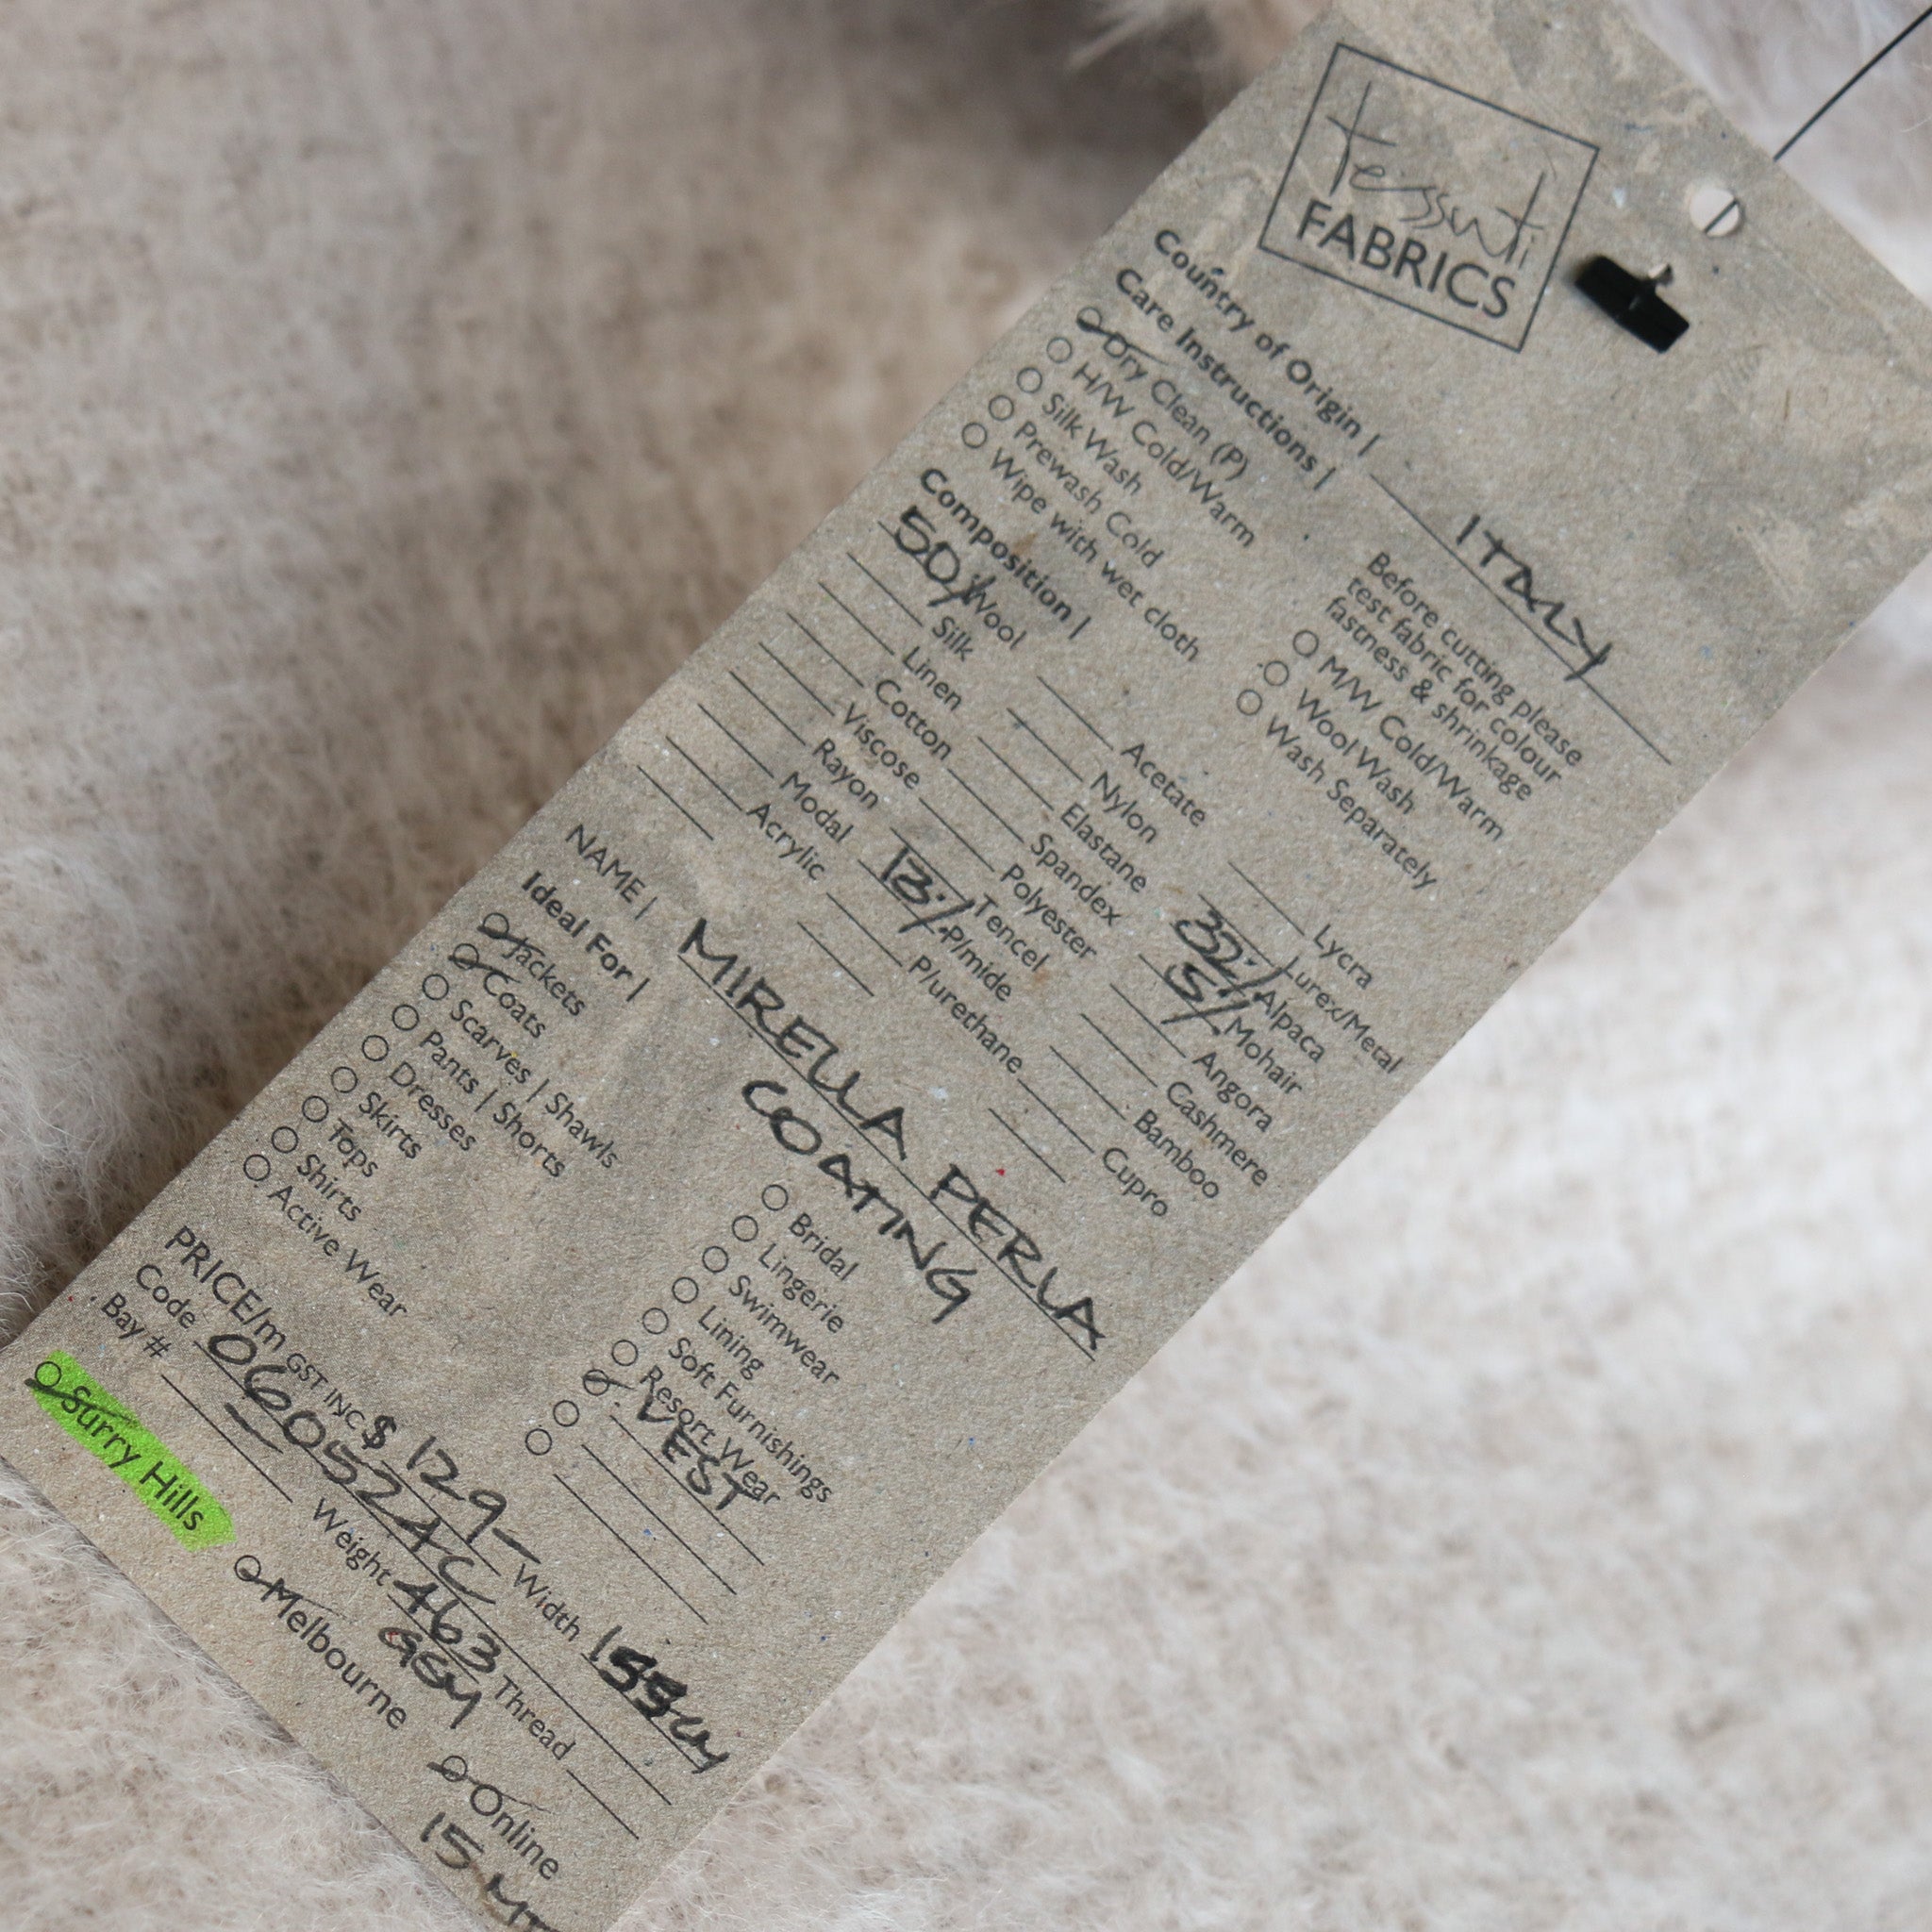 tessuti
FABRICS
Country of Origin | ITALY
Care Instructions |
Dry Clean (P)
H/W Cold/Warm
Silk Wash
Prewash Cold
Wipe with wet cloth
Before cutting please
test fabric for colour
fastness & shrinkage
M/W Cold/Warm
Wool Wash
Wash Separately
Composition |
50% Wool
Silk
Linen
Cotton
Viscose
Rayon
Modal
Acrylic
Acetate
Nylon
Elastane
Spandex
Polyester
Tencel
13% P/mide
P/urethane
Lycra
Lurex/Metal
32% Alpaca
5% Mohair
Angora
Cashmere
Bamboo
Cupro
NAME | MIRELLA PERLA
COATING
Ideal For |
Jackets
Coats
Scarves | Shawls
Pants | Shorts
Dresses
Skirts
Tops
Shirts
Active Wear
Bridal
Lingerie
Swimwear
Lining
Soft Furnishings
Resort Wear
VEST
PRICE/m GST INC $ 129- Width 155cm
Code 060524C Weight 463 GSM Thread
Bay #
Surry Hills
Melbourne
Online
15